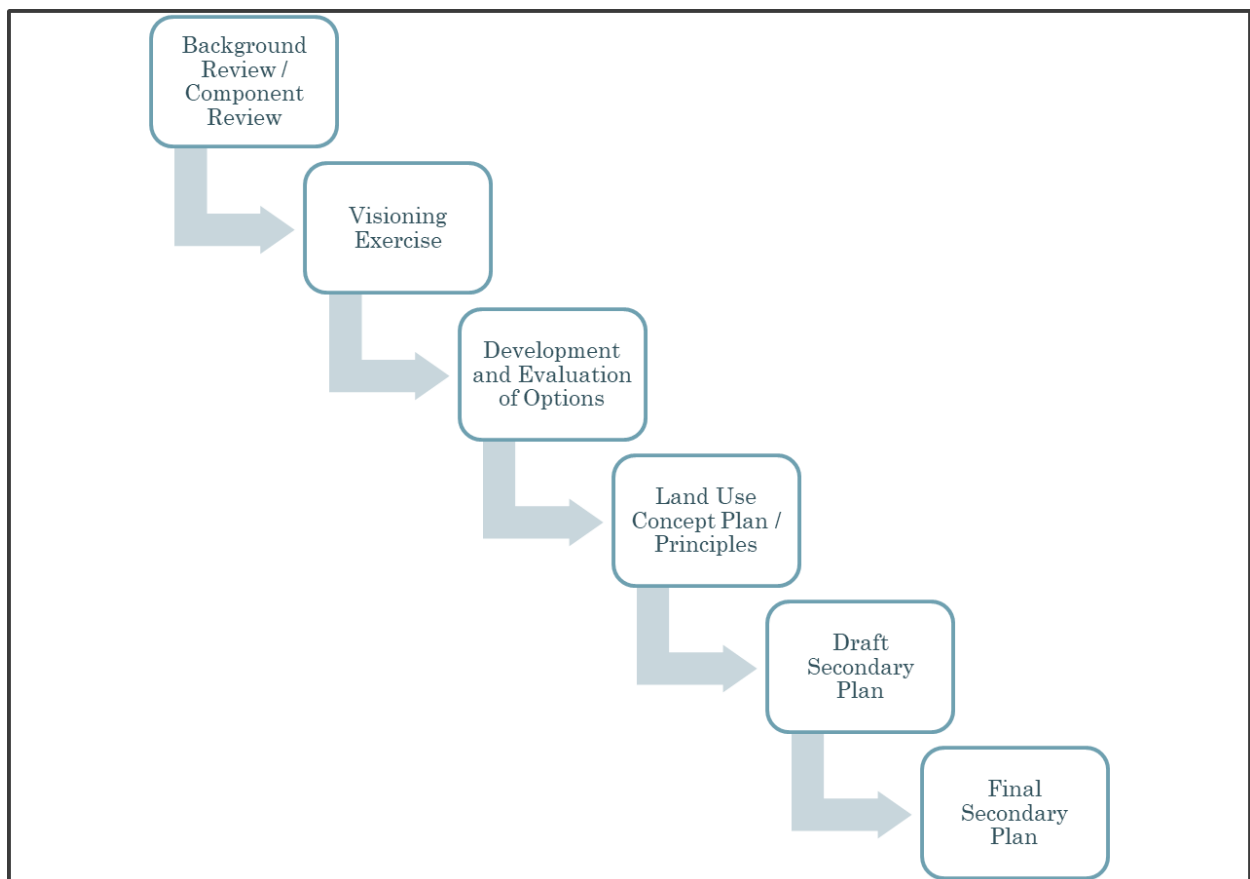 Background
Review /
Component
Review
Visioning
Exercise
Development
and Evaluation
of Options
Land Use
Concept Plan /
Principles
Draft
Secondary
Plan
Final
Secondary
Plan